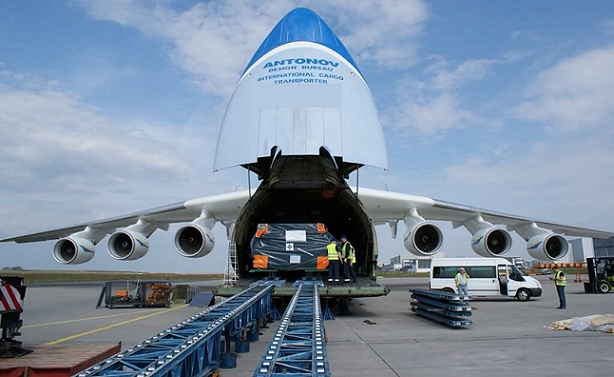 ANTONOV
DESIGN BUREAU
INTERNATIONAL CARGO
TRANSPORTER